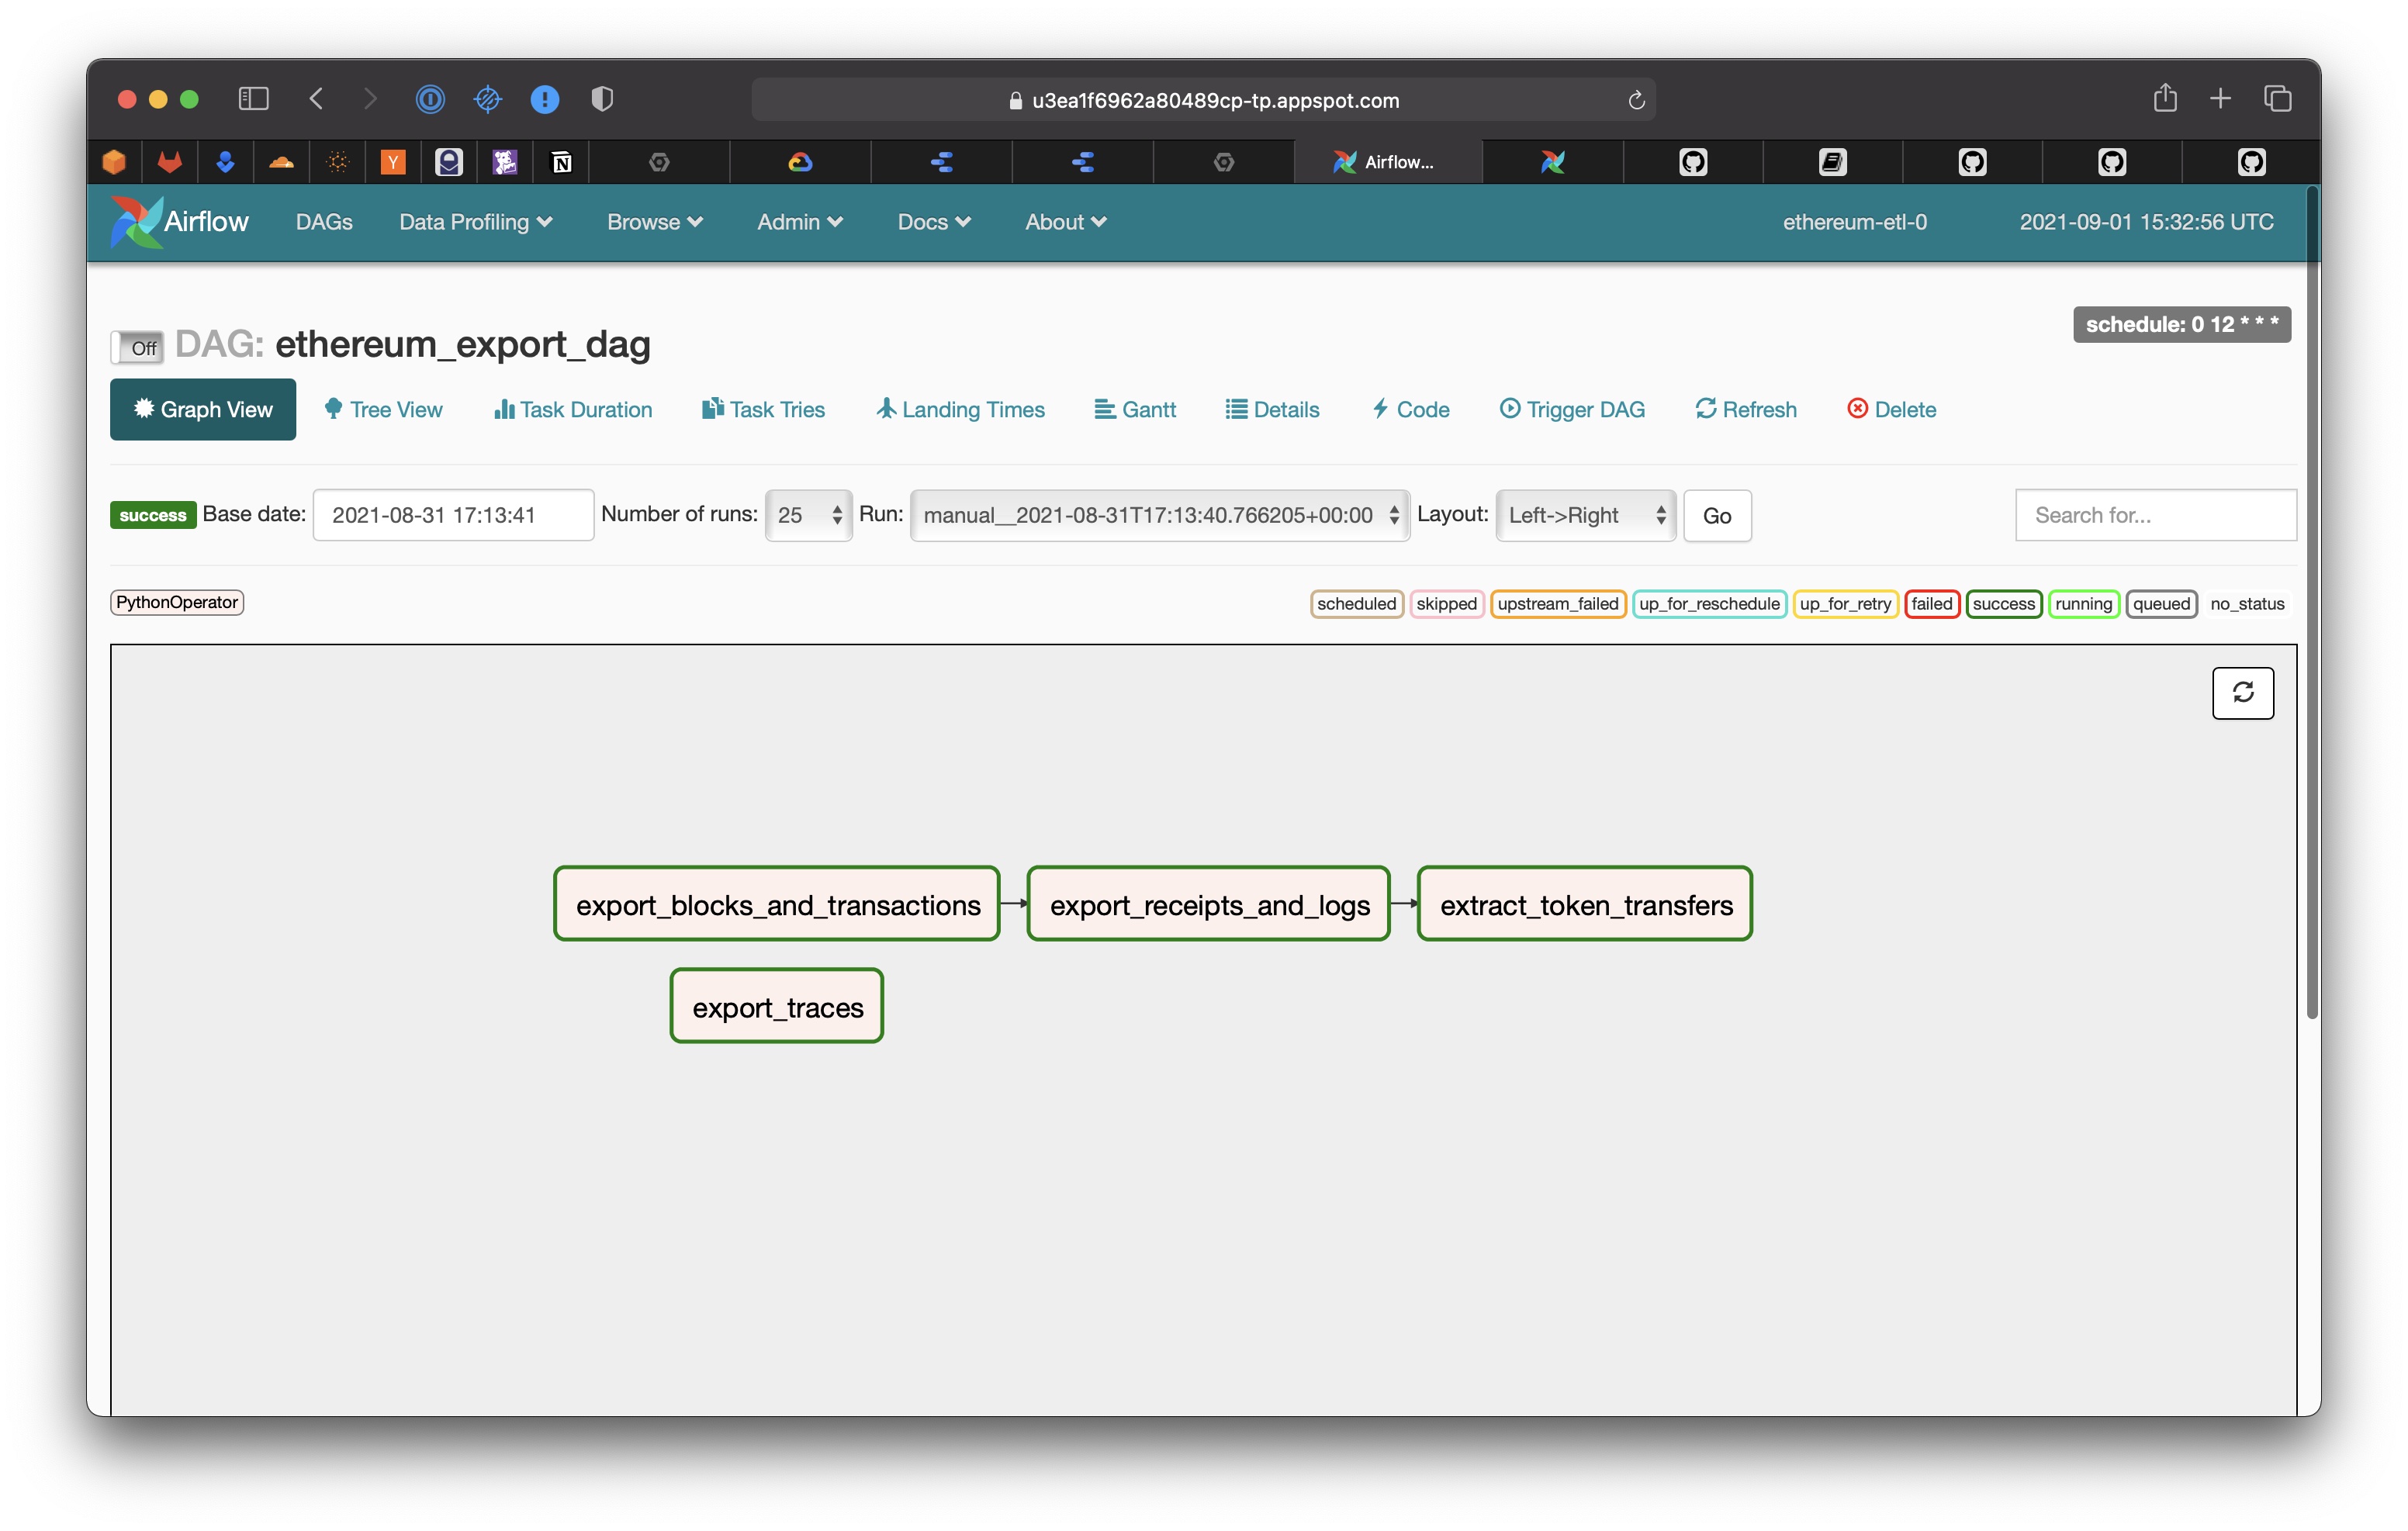 u3ea1f6962a80489cp-tp.appspot.com
Airflow...
Airflow DAGs Data Profiling Browse Admin Docs About ethereum-etl-0 2021-09-01 15:32:56 UTC
schedule: 0 12 * * *
Off DAG: ethereum_export_dag
Graph View Tree View Task Duration Task Tries Landing Times Gantt Details Code Trigger DAG Refresh Delete
success Base date: 2021-08-31 17:13:41 Number of runs: 25 Run: manual__2021-08-31T17:13:40.766205+00:00 Layout: Left->Right Go Search for...
PythonOperator scheduled skipped upstream_failed up_for_reschedule up_for_retry failed success running queued no_status
export_blocks_and_transactions export_receipts_and_logs extract_token_transfers
export_traces